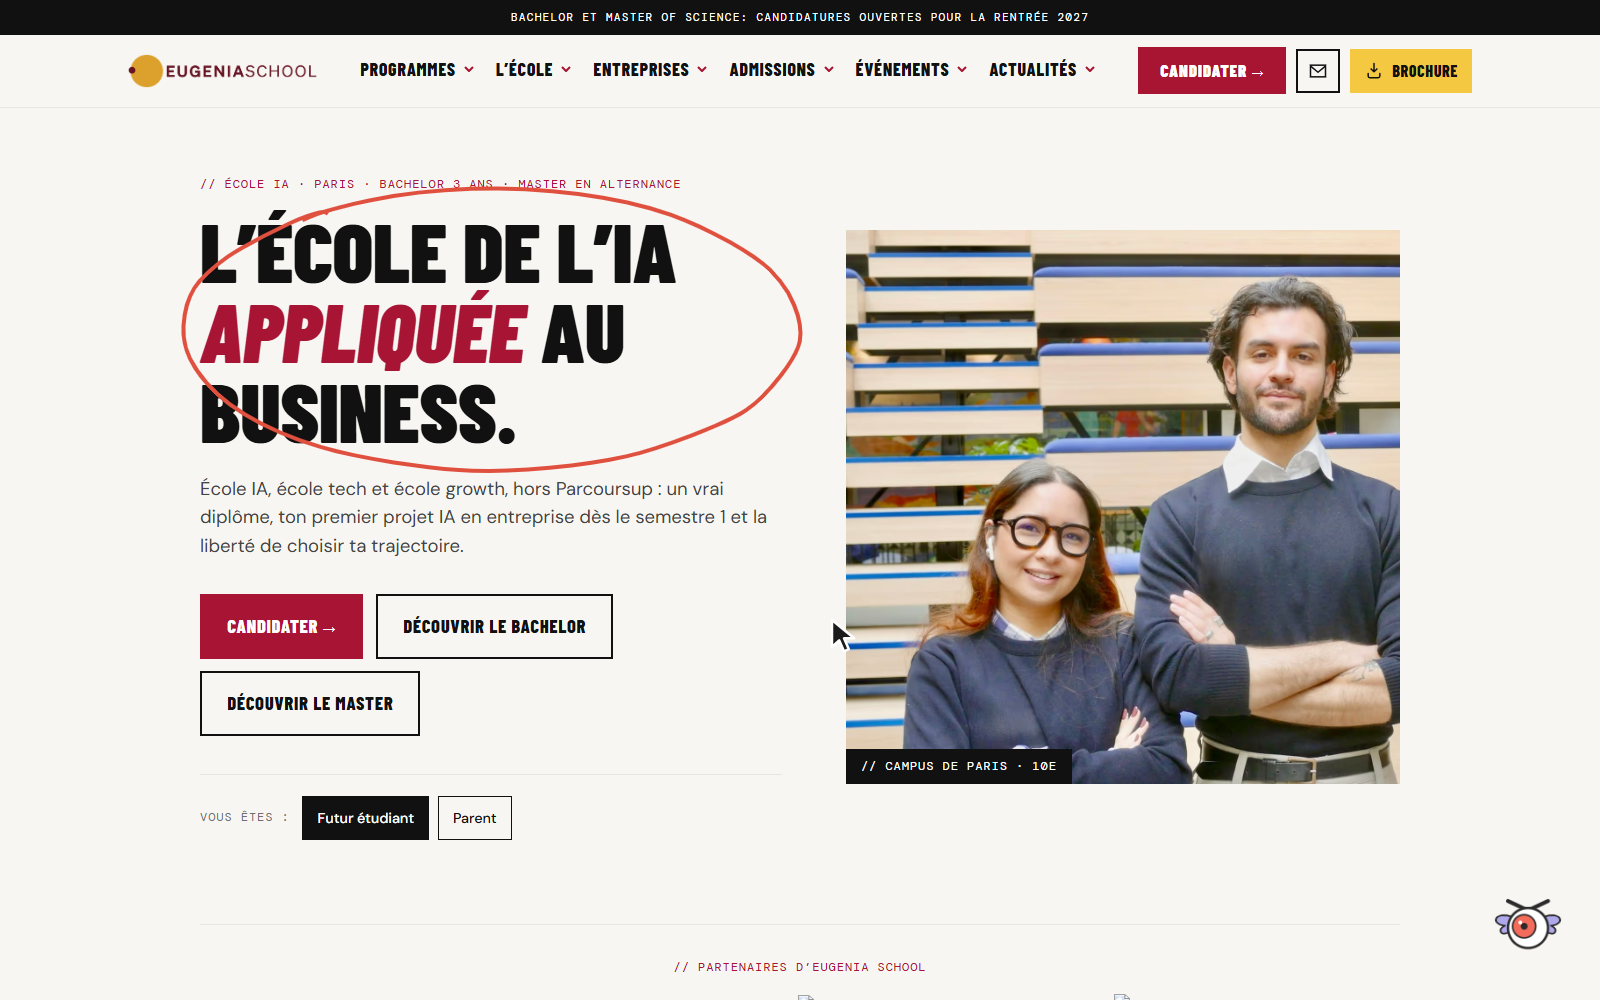 BACHELOR ET MASTER OF SCIENCE: CANDIDATURES OUVERTES POUR LA RENTRÉE 2027
EUGENIASCHOOL
PROGRAMMES
L’ÉCOLE
ENTREPRISES
ADMISSIONS
ÉVÉNEMENTS
ACTUALITÉS
CANDIDATER →
BROCHURE
// ÉCOLE IA · PARIS · BACHELOR 3 ANS · MASTER EN ALTERNANCE
L’ÉCOLE DE L’IA
APPLIQUÉE AU
BUSINESS.
École IA, école tech et école growth, hors Parcoursup : un vrai
diplôme, ton premier projet IA en entreprise dès le semestre 1 et la
liberté de choisir ta trajectoire.
CANDIDATER →
DÉCOUVRIR LE BACHELOR
DÉCOUVRIR LE MASTER
VOUS ÊTES :
Futur étudiant
Parent
// CAMPUS DE PARIS · 10E
// PARTENAIRES D’EUGENIA SCHOOL